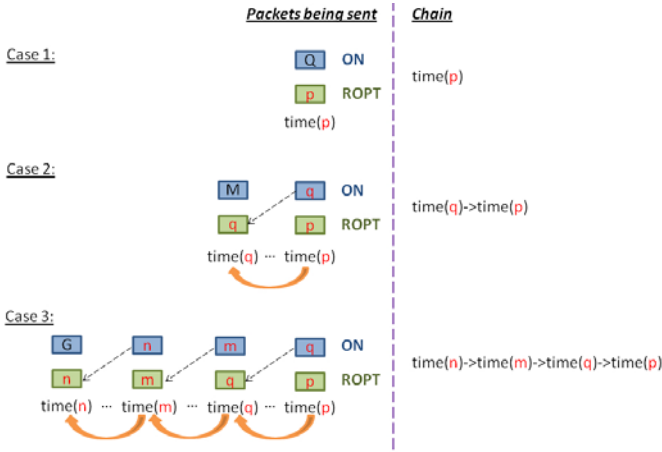 Packets being sent
Chain
Case 1:
Q ON
p ROPT
time(p)
time(p)
Case 2:
M q ON
q p ROPT
time(q) ... time(p)
time(q)->time(p)
Case 3:
G n m q ON
n m q p ROPT
time(n) ... time(m) ... time(q) ... time(p)
time(n)->time(m)->time(q)->time(p)